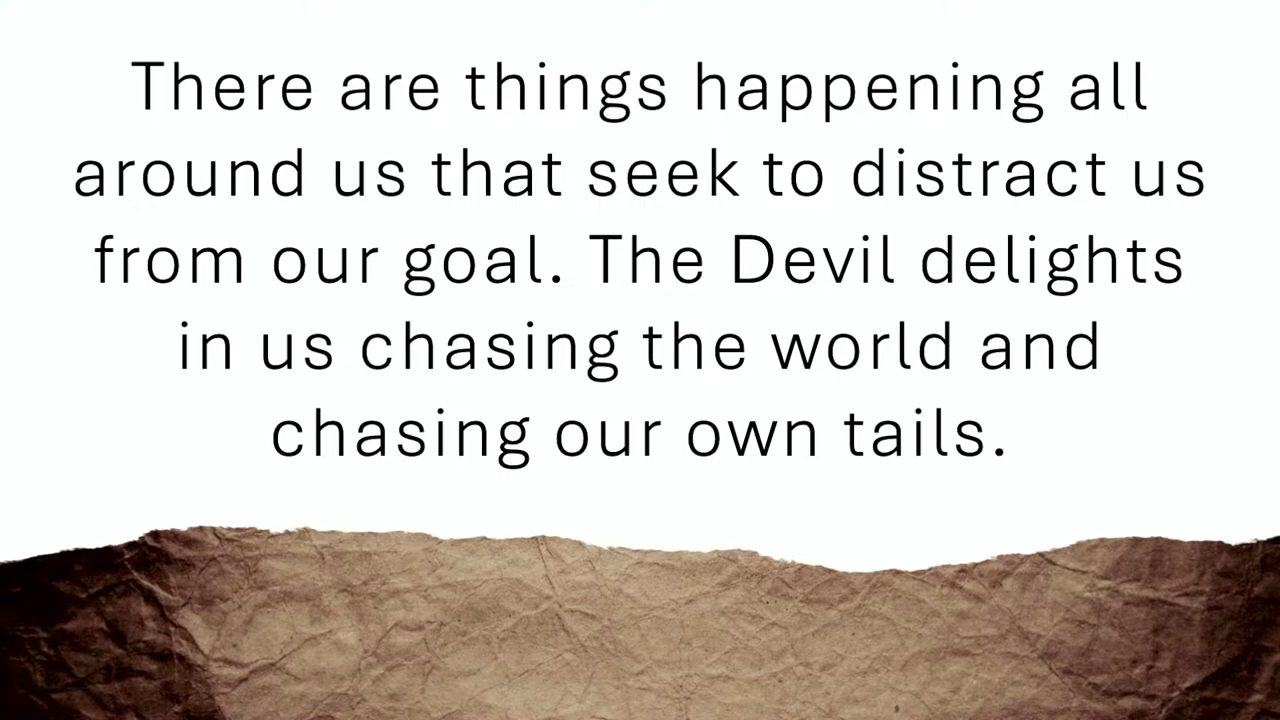 There are things happening all
around us that seek to distract us
from our goal. The Devil delights
in us chasing the world and
chasing our own tails.